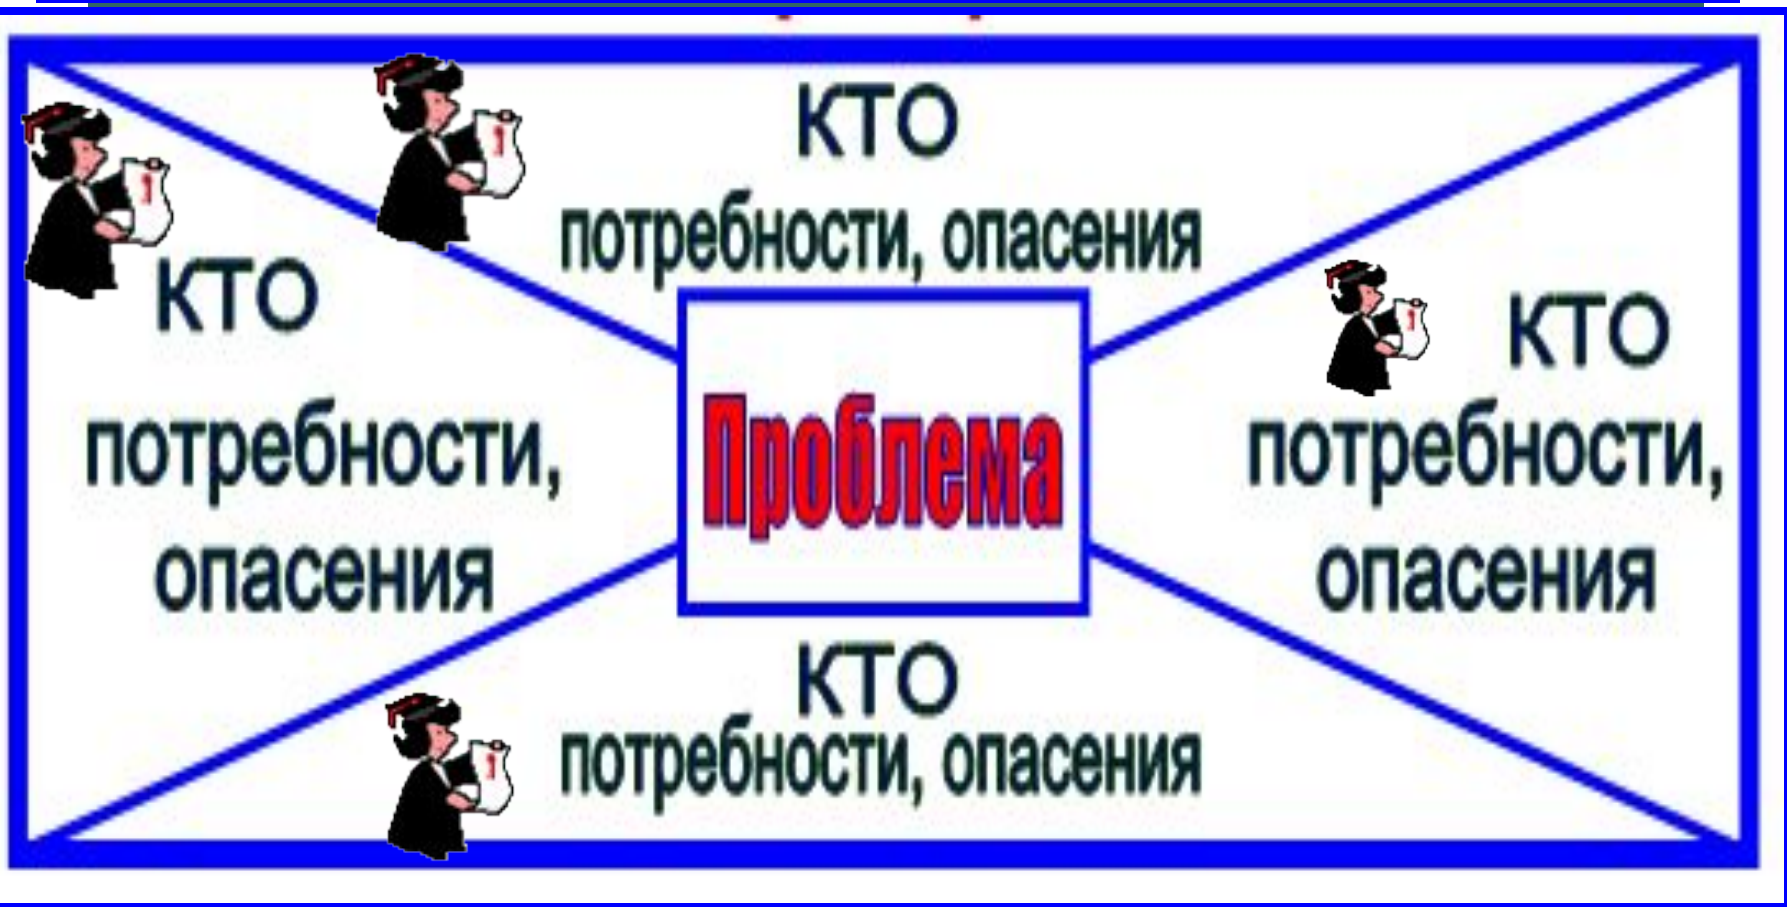 КТО
потребности, опасения
КТО
потребности,
опасения
Проблема
КТО
потребности,
опасения
КТО
потребности, опасения